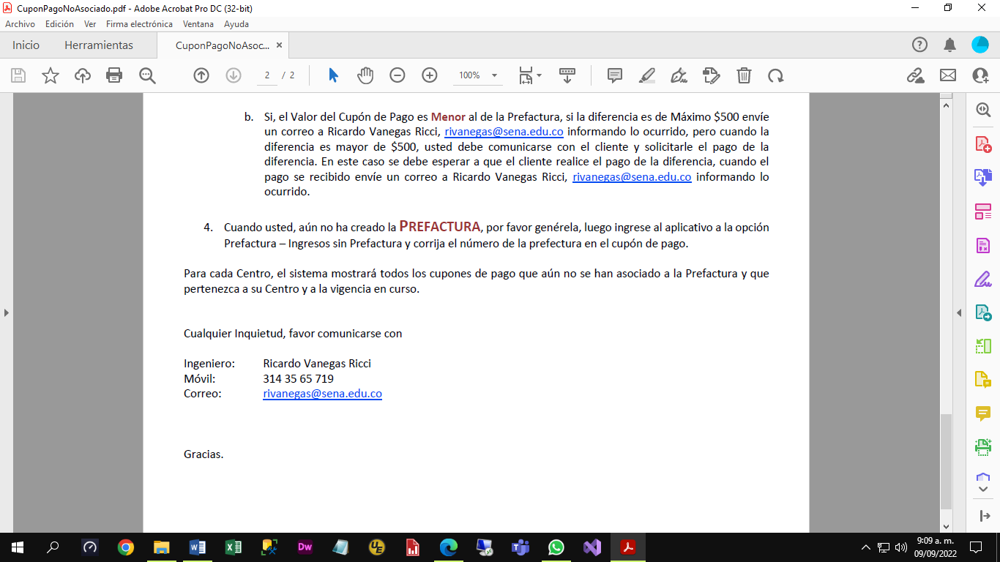 CuponPagoNoAsociado.pdf - Adobe Acrobat Pro DC (32-bit)
Archivo Edición Ver Firma electrónica Ventana Ayuda
Inicio Herramientas CuponPagoNoAsoc... ×
2 / 2 100%
b. Si, el Valor del Cupón de Pago es Menor al de la Prefactura, si la diferencia es de Máximo $500 envíe
un correo a Ricardo Vanegas Ricci, rivanegas@sena.edu.co informando lo ocurrido, pero cuando la
diferencia es mayor de $500, usted debe comunicarse con el cliente y solicitarle el pago de la
diferencia. En este caso se debe esperar a que el cliente realice el pago de la diferencia, cuando el
pago se recibido envíe un correo a Ricardo Vanegas Ricci, rivanegas@sena.edu.co informando lo
ocurrido.
4. Cuando usted, aún no ha creado la PREFACTURA, por favor genérela, luego ingrese al aplicativo a la opción
Prefactura – Ingresos sin Prefactura y corrija el número de la prefectura en el cupón de pago.
Para cada Centro, el sistema mostrará todos los cupones de pago que aún no se han asociado a la Prefactura y que
pertenezca a su Centro y a la vigencia en curso.
Cualquier Inquietud, favor comunicarse con
Ingeniero: Ricardo Vanegas Ricci
Móvil: 314 35 65 719
Correo: rivanegas@sena.edu.co
Gracias.
Dw UE
9:09 a. m.
09/09/2022